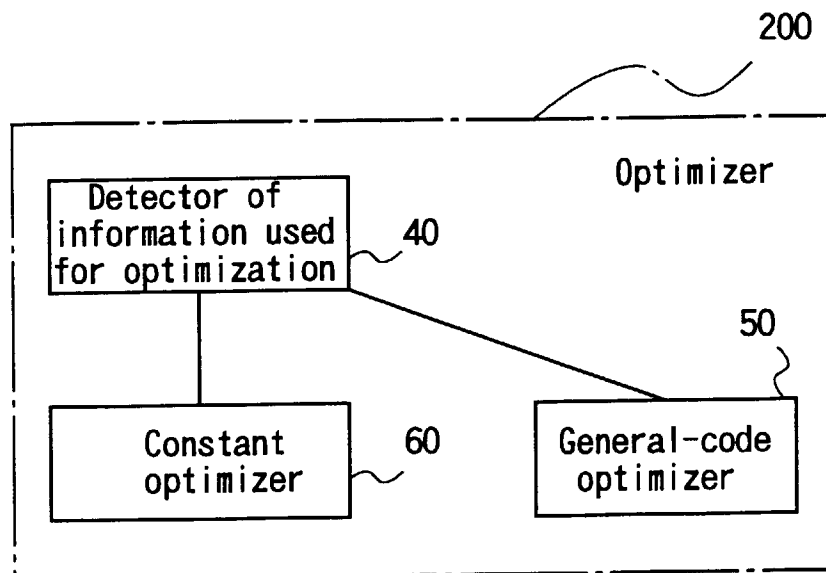 200
Optimizer
Detector of
information used
for optimization
40
50
Constant
optimizer
60
General-code
optimizer